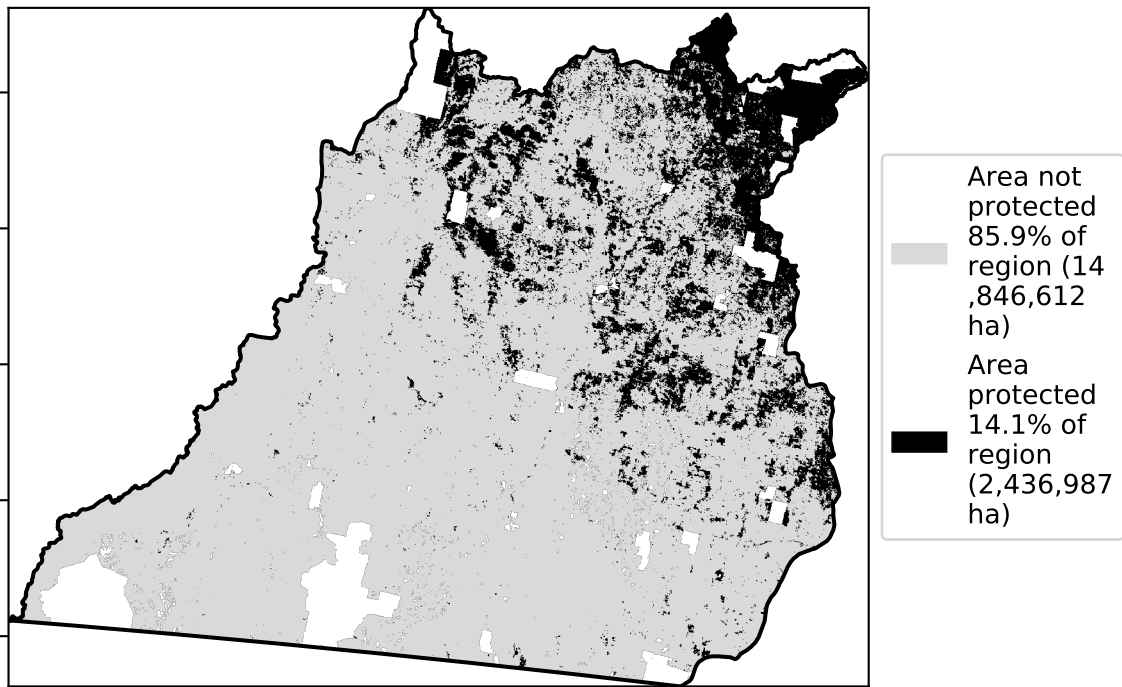 Area not
protected
85.9% of
region (14
,846,612
ha)
Area
protected
14.1% of
region
(2,436,987
ha)